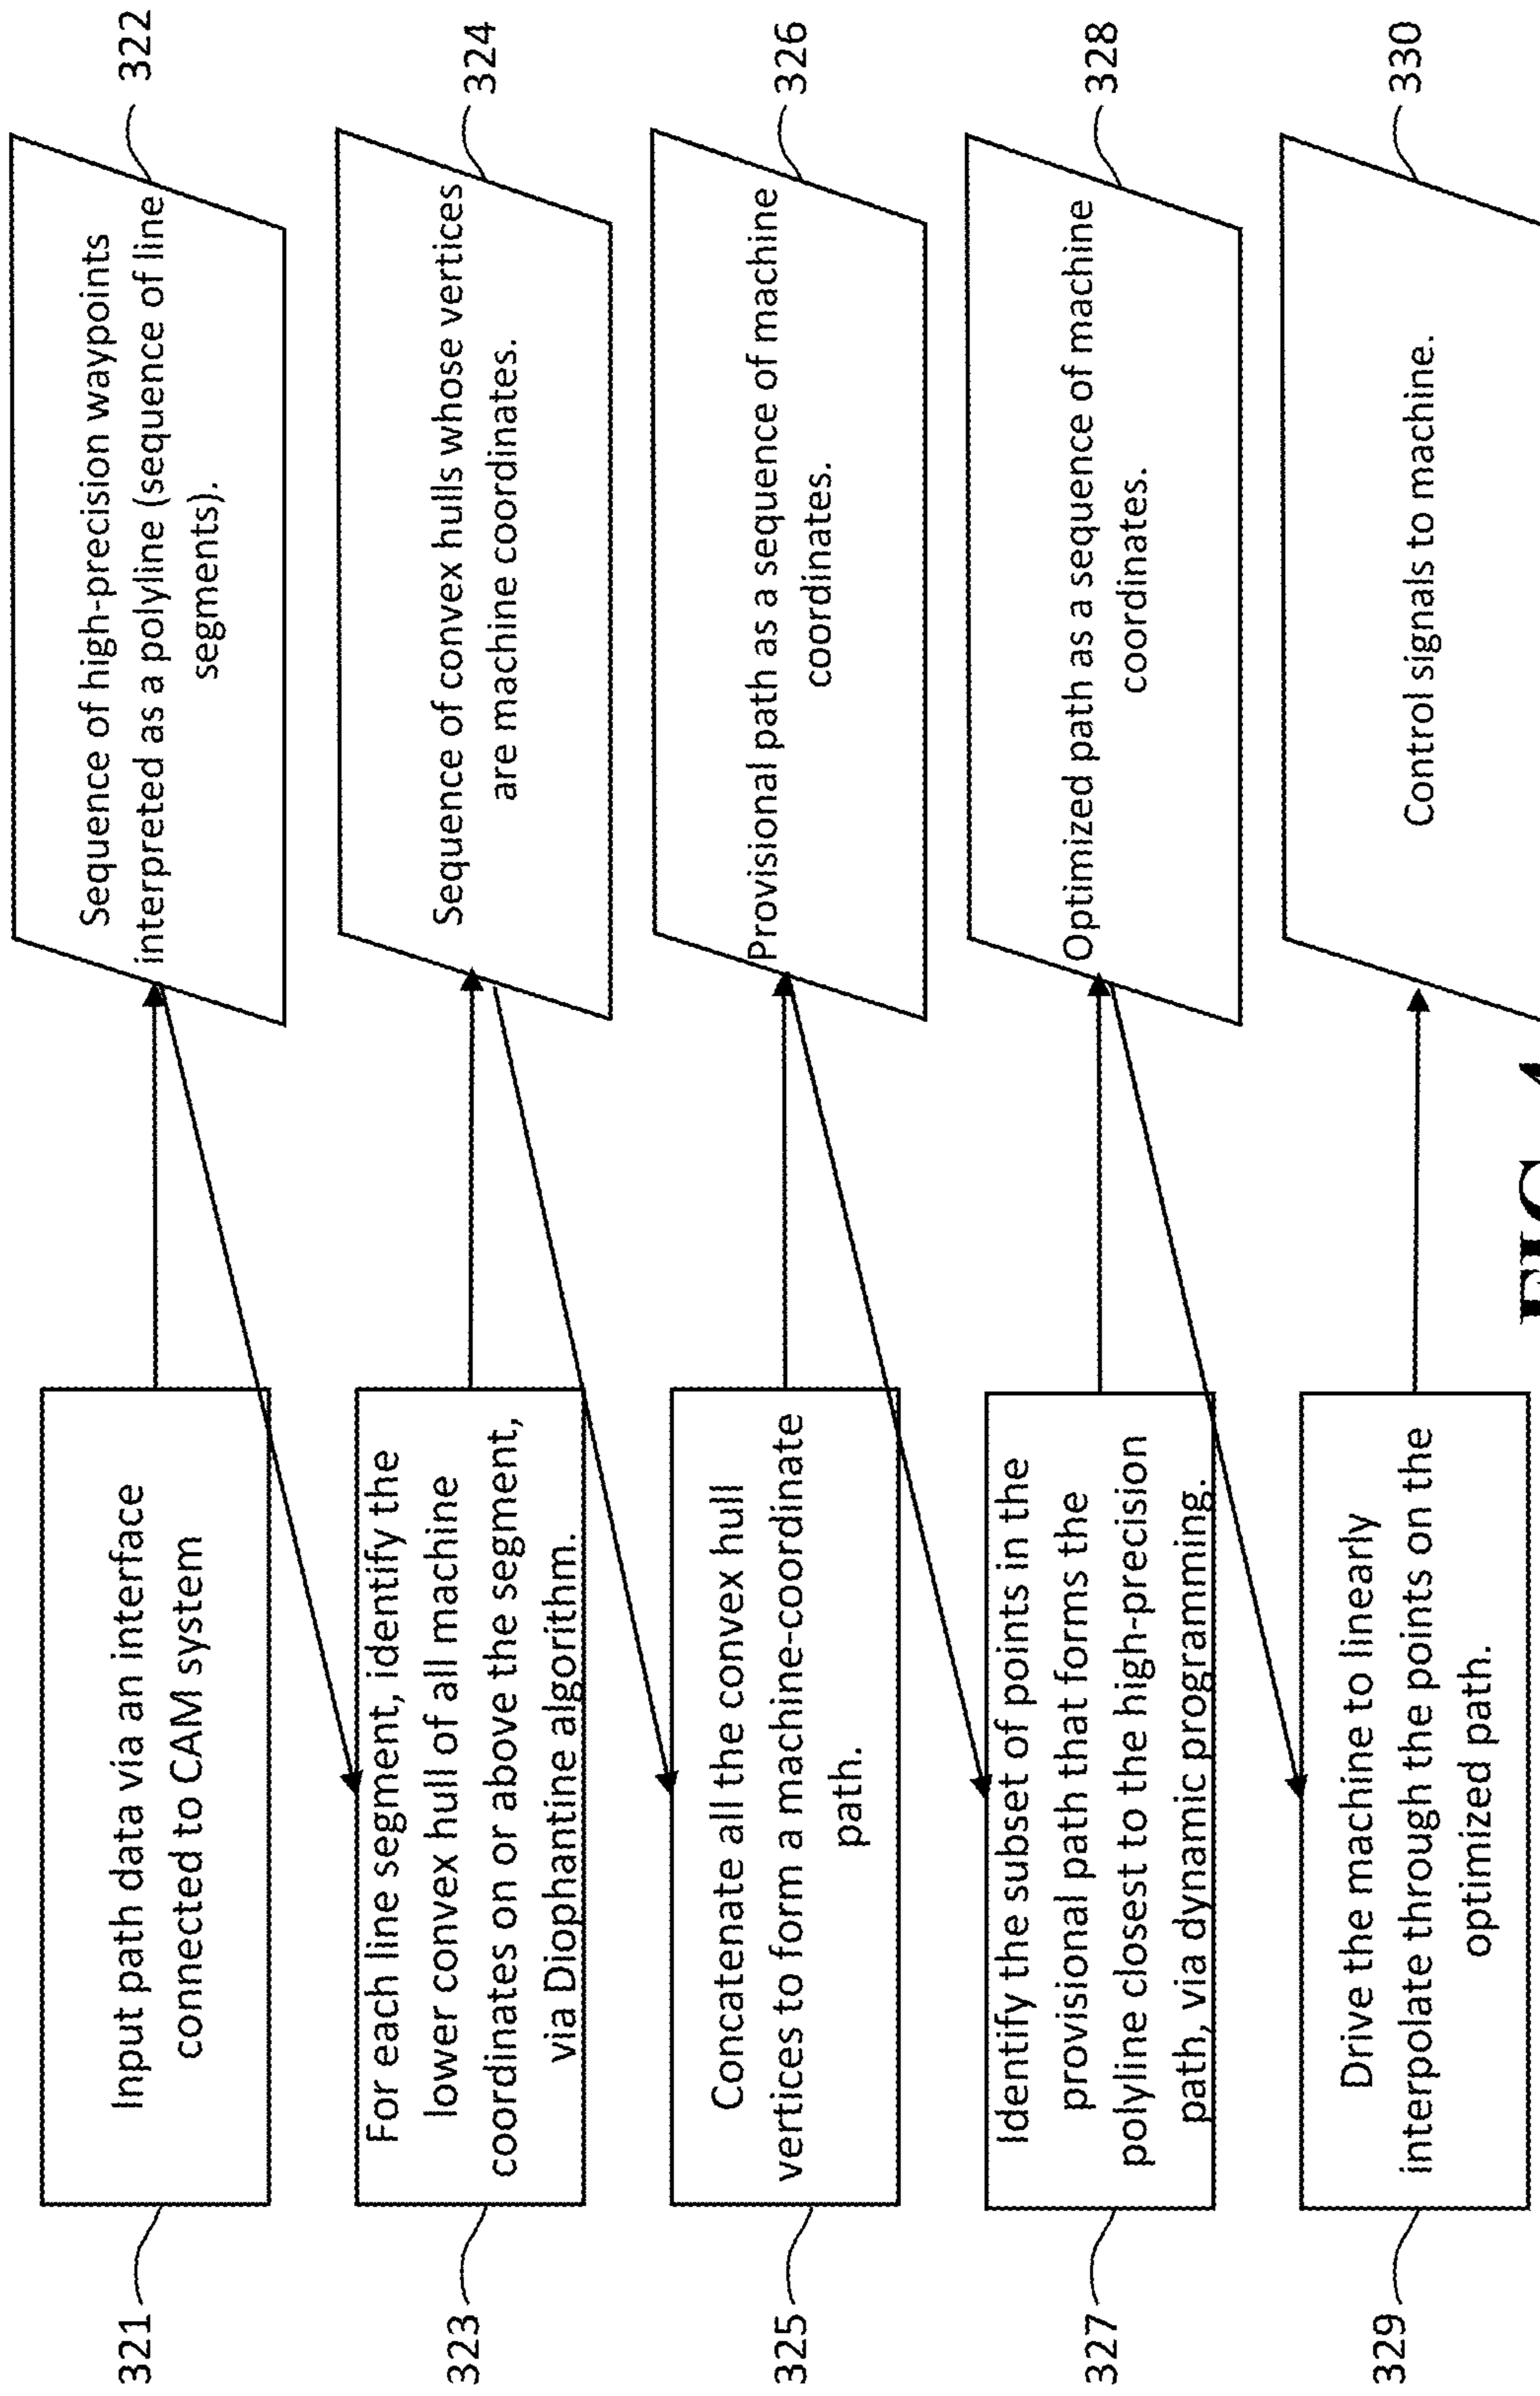 321
Input path data via an interface
connected to CAM system
Sequence of high-precision waypoints
interpreted as a polyline (sequence of line
segments).
322
323
For each line segment, identify the
lower convex hull of all machine
coordinates on or above the segment,
via Diophantine algorithm.
Sequence of convex hulls whose vertices
are machine coordinates.
324
325
Concatenate all the convex hull
vertices to form a machine-coordinate
path.
Provisional path as a sequence of machine
coordinates.
326
327
Identify the subset of points in the
provisional path that forms the
polyline closest to the high-precision
path, via dynamic programming.
Optimized path as a sequence of machine
coordinates.
328
329
Drive the machine to linearly
interpolate through the points on the
optimized path.
Control signals to machine.
330